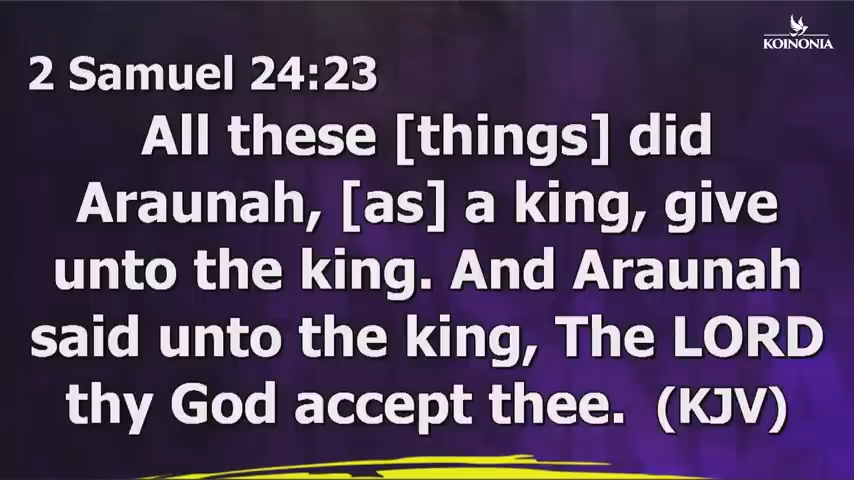 KOINONIA
2 Samuel 24:23
All these [things] did
Araunah, [as] a king, give
unto the king. And Araunah
said unto the king, The LORD
thy God accept thee. (KJV)